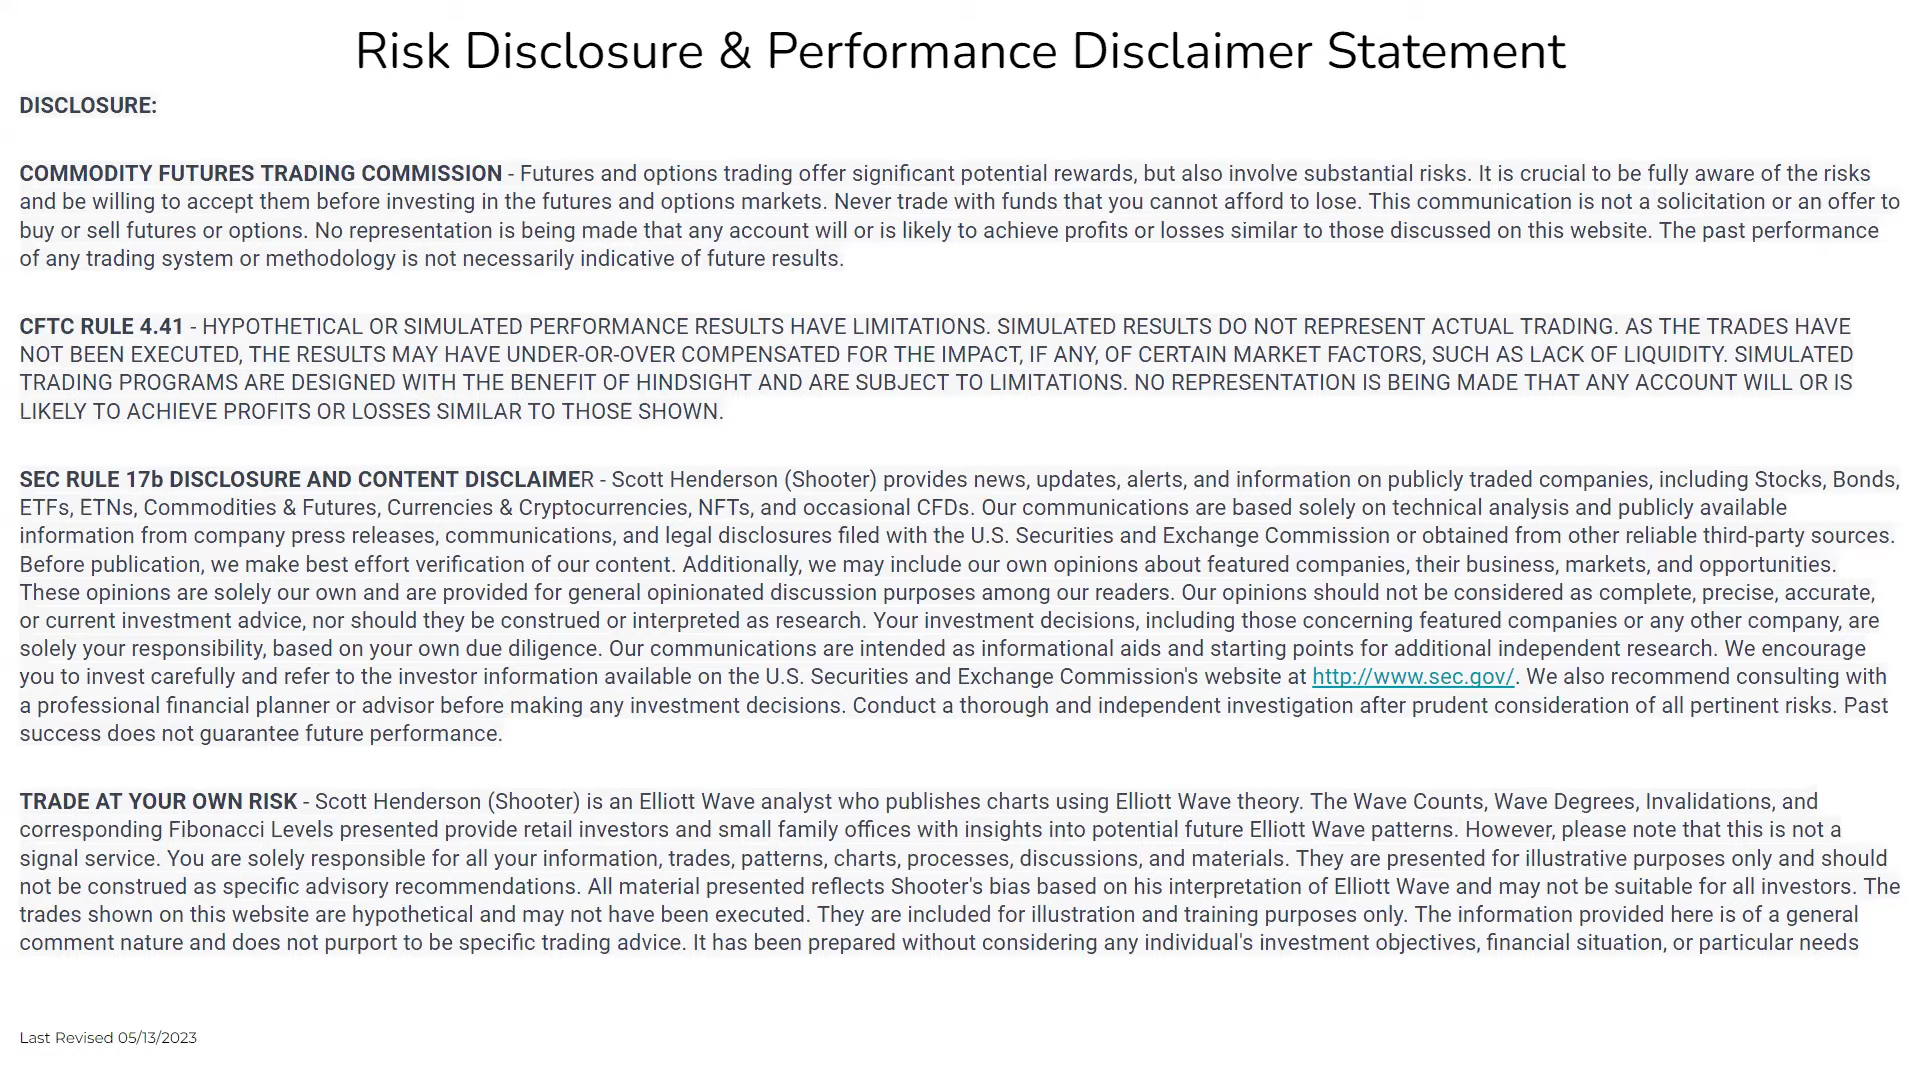 Risk Disclosure & Performance Disclaimer Statement
DISCLOSURE:
COMMODITY FUTURES TRADING COMMISSION - Futures and options trading offer significant potential rewards, but also involve substantial risks. It is crucial to be fully aware of the risks
and be willing to accept them before investing in the futures and options markets. Never trade with funds that you cannot afford to lose. This communication is not a solicitation or an offer to
buy or sell futures or options. No representation is being made that any account will or is likely to achieve profits or losses similar to those discussed on this website. The past performance
of any trading system or methodology is not necessarily indicative of future results.
CFTC RULE 4.41 - HYPOTHETICAL OR SIMULATED PERFORMANCE RESULTS HAVE LIMITATIONS. SIMULATED RESULTS DO NOT REPRESENT ACTUAL TRADING. AS THE TRADES HAVE
NOT BEEN EXECUTED, THE RESULTS MAY HAVE UNDER-OR-OVER COMPENSATED FOR THE IMPACT, IF ANY, OF CERTAIN MARKET FACTORS, SUCH AS LACK OF LIQUIDITY. SIMULATED
TRADING PROGRAMS ARE DESIGNED WITH THE BENEFIT OF HINDSIGHT AND ARE SUBJECT TO LIMITATIONS. NO REPRESENTATION IS BEING MADE THAT ANY ACCOUNT WILL OR IS
LIKELY TO ACHIEVE PROFITS OR LOSSES SIMILAR TO THOSE SHOWN.
SEC RULE 17b DISCLOSURE AND CONTENT DISCLAIMER - Scott Henderson (Shooter) provides news, updates, alerts, and information on publicly traded companies, including Stocks, Bonds,
ETFs, ETNs, Commodities & Futures, Currencies & Cryptocurrencies, NFTs, and occasional CFDs. Our communications are based solely on technical analysis and publicly available
information from company press releases, communications, and legal disclosures filed with the U.S. Securities and Exchange Commission or obtained from other reliable third-party sources.
Before publication, we make best effort verification of our content. Additionally, we may include our own opinions about featured companies, their business, markets, and opportunities.
These opinions are solely our own and are provided for general opinionated discussion purposes among our readers. Our opinions should not be considered as complete, precise, accurate,
or current investment advice, nor should they be construed or interpreted as research. Your investment decisions, including those concerning featured companies or any other company, are
solely your responsibility, based on your own due diligence. Our communications are intended as informational aids and starting points for additional independent research. We encourage
you to invest carefully and refer to the investor information available on the U.S. Securities and Exchange Commission's website at http://www.sec.gov/. We also recommend consulting with
a professional financial planner or advisor before making any investment decisions. Conduct a thorough and independent investigation after prudent consideration of all pertinent risks. Past
success does not guarantee future performance.
TRADE AT YOUR OWN RISK - Scott Henderson (Shooter) is an Elliott Wave analyst who publishes charts using Elliott Wave theory. The Wave Counts, Wave Degrees, Invalidations, and
corresponding Fibonacci Levels presented provide retail investors and small family offices with insights into potential future Elliott Wave patterns. However, please note that this is not a
signal service. You are solely responsible for all your information, trades, patterns, charts, processes, discussions, and materials. They are presented for illustrative purposes only and should
not be construed as specific advisory recommendations. All material presented reflects Shooter's bias based on his interpretation of Elliott Wave and may not be suitable for all investors. The
trades shown on this website are hypothetical and may not have been executed. They are included for illustration and training purposes only. The information provided here is of a general
comment nature and does not purport to be specific trading advice. It has been prepared without considering any individual's investment objectives, financial situation, or particular needs
Last Revised 05/13/2023